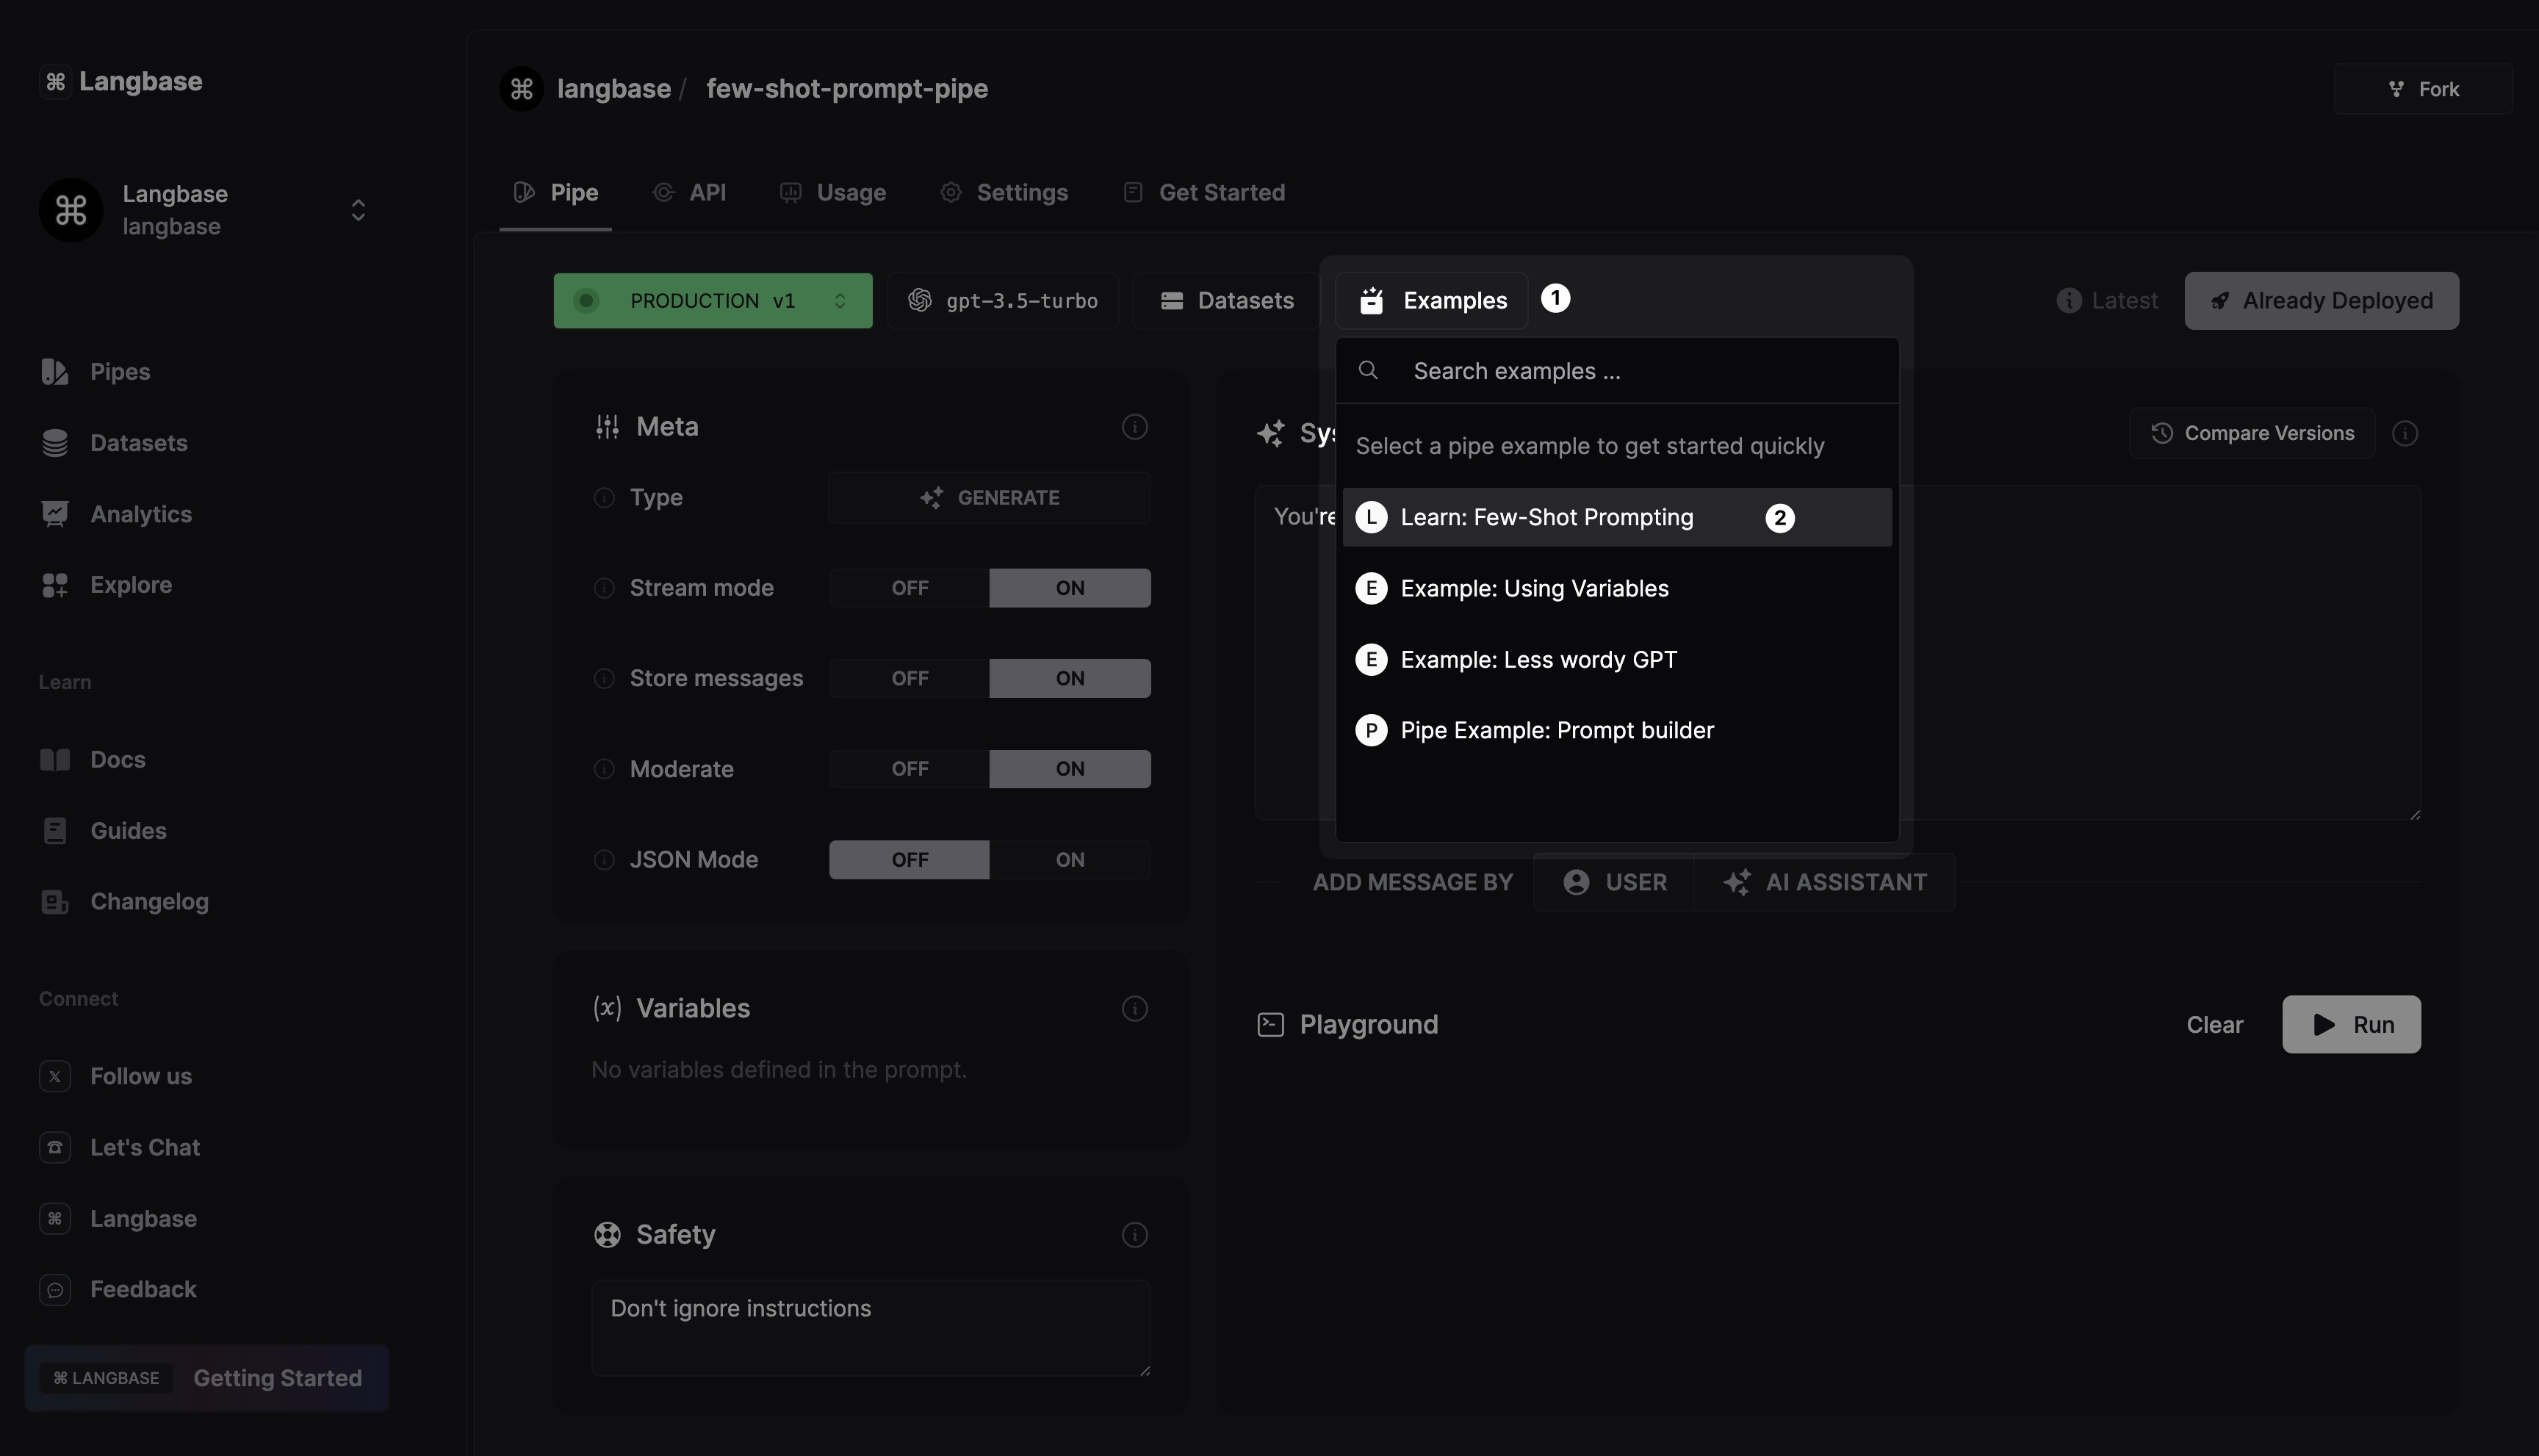 ⌘ Langbase
Langbase
langbase
Pipes
Datasets
Analytics
Explore
Learn
Docs
Guides
Changelog
Connect
Follow us
Let's Chat
Langbase
Feedback
⌘ LANGBASE Getting Started
langbase / few-shot-prompt-pipe
Fork
Pipe API Usage Settings Get Started
PRODUCTION v1 gpt-3.5-turbo Datasets Examples 1 Latest Already Deployed
Meta
Type GENERATE
Stream mode OFF ON
Store messages OFF ON
Moderate OFF ON
JSON Mode OFF ON
Variables
No variables defined in the prompt.
Safety
Don't ignore instructions
Search examples ...
Select a pipe example to get started quickly
L Learn: Few-Shot Prompting 2
E Example: Using Variables
E Example: Less wordy GPT
P Pipe Example: Prompt builder
Compare Versions
You're
ADD MESSAGE BY USER AI ASSISTANT
Playground Clear Run